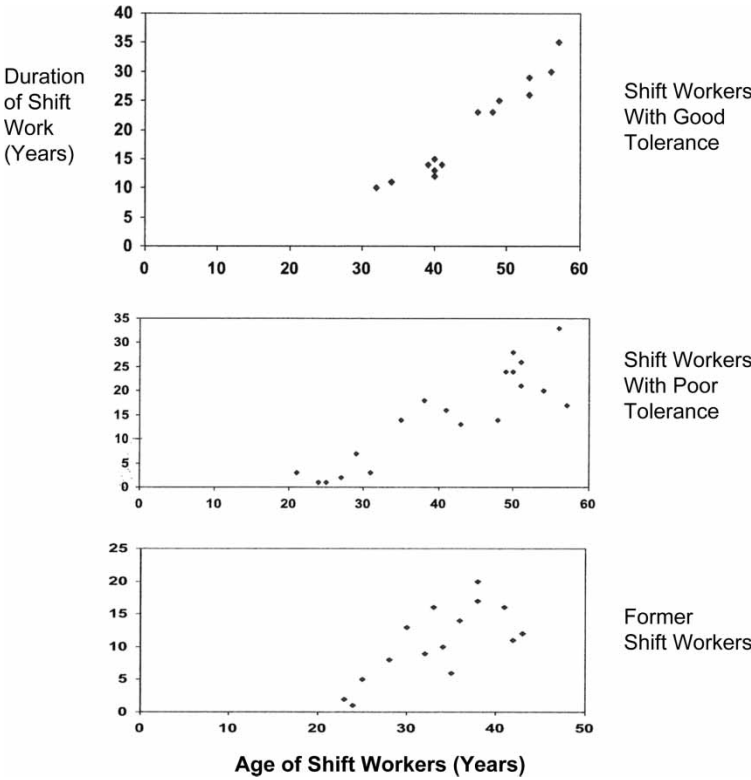 40
35
30
25
20
15
10
5
0
0 10 20 30 40 50 60
Duration
of Shift
Work
(Years)
Shift Workers
With Good
Tolerance
35
30
25
20
15
10
5
0
0 10 20 30 40 50 60
Shift Workers
With Poor
Tolerance
25
20
15
10
5
0
0 10 20 30 40 50
Former
Shift Workers
Age of Shift Workers (Years)